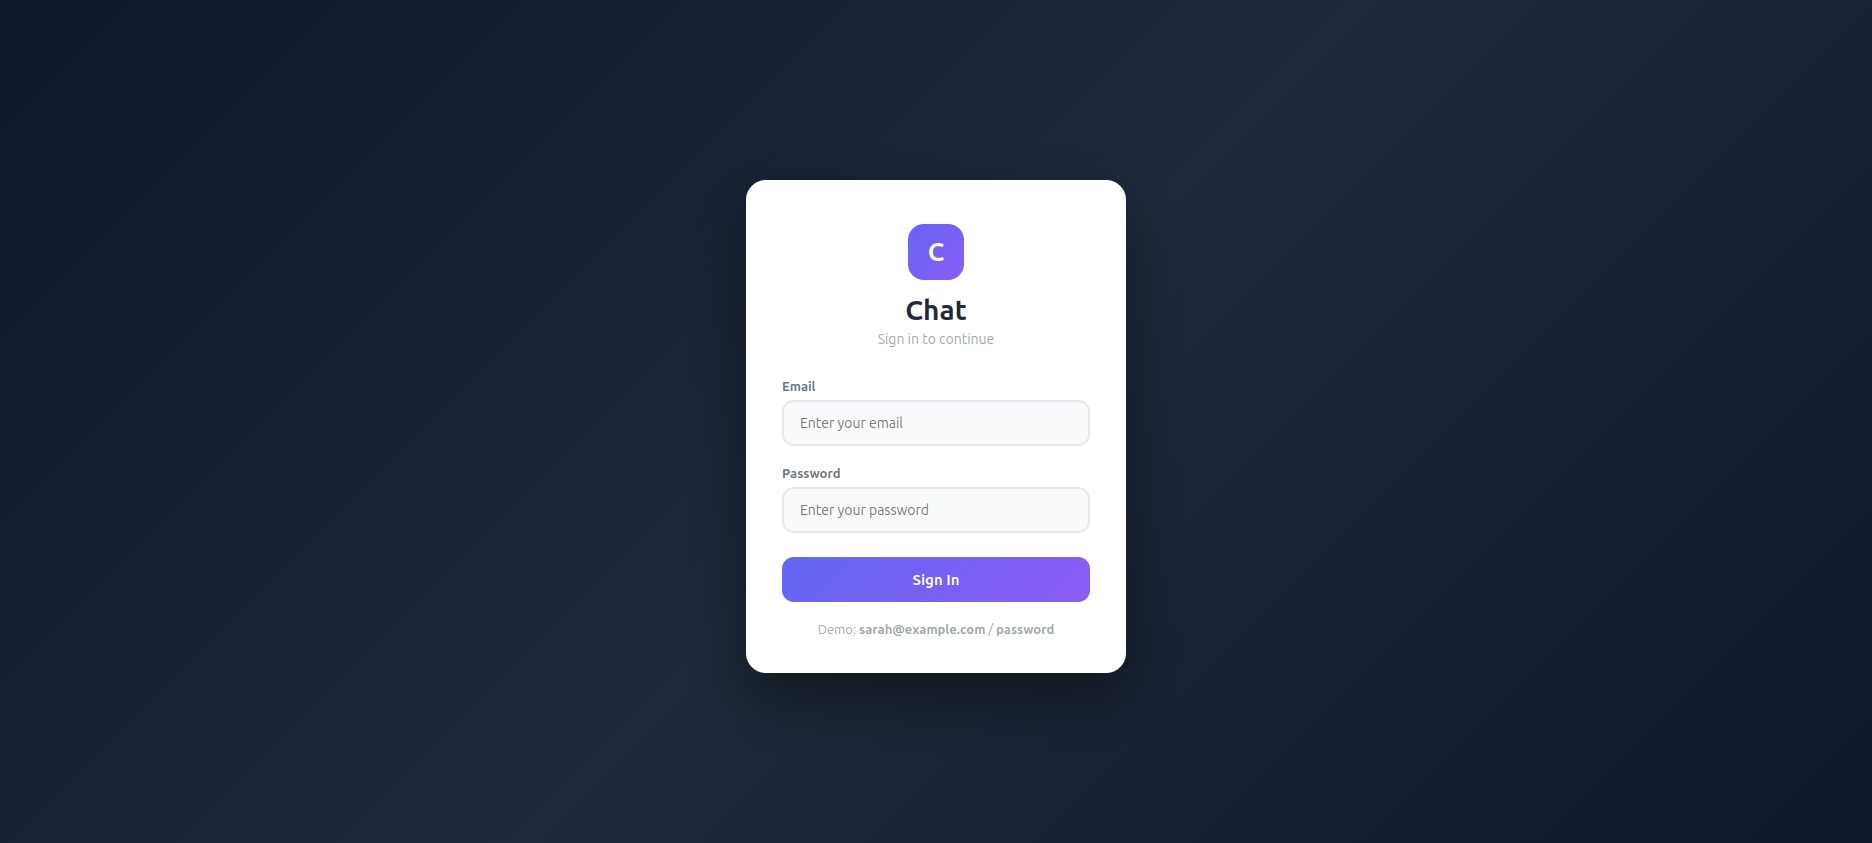 C
Chat
Sign in to continue
Email
Enter your email
Password
Enter your password
Sign In
Demo: sarah@example.com / password